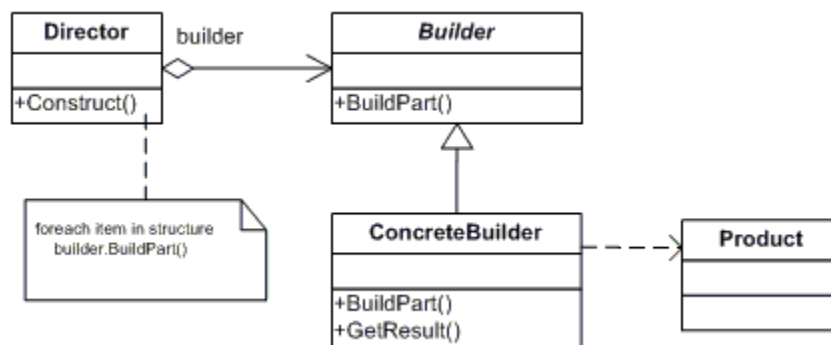 Director
builder
Builder
+Construct()
+BuildPart()
foreach item in structure
builder.BuildPart()
ConcreteBuilder
Product
+BuildPart()
+GetResult()